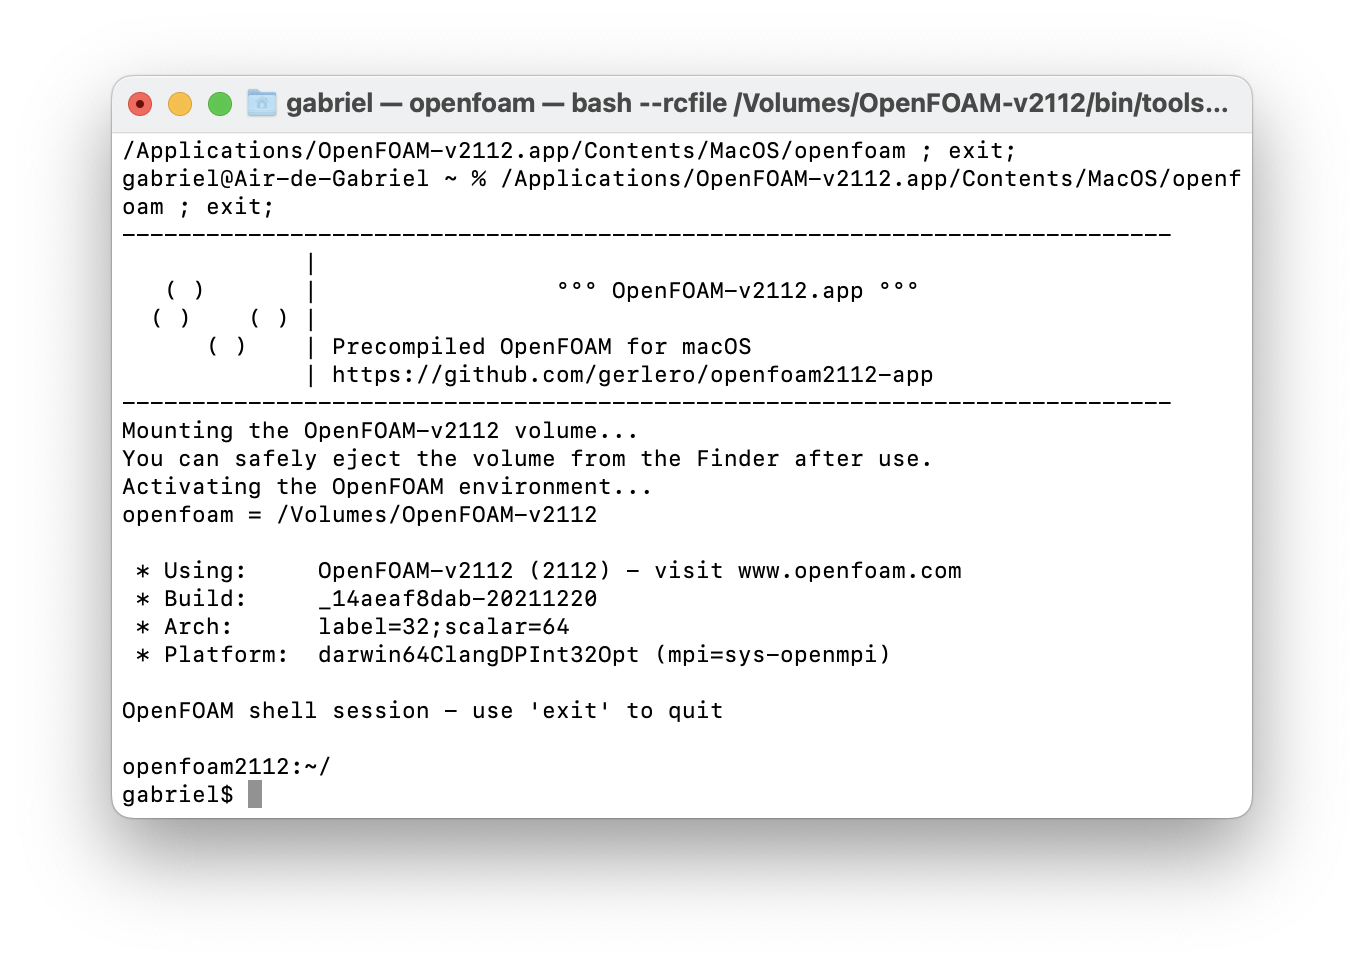 gabriel — openfoam — bash --rcfile /Volumes/OpenFOAM-v2112/bin/tools...
/Applications/OpenFOAM-v2112.app/Contents/MacOS/openfoam ; exit;
gabriel@Air-de-Gabriel ~ % /Applications/OpenFOAM-v2112.app/Contents/MacOS/openf
oam ; exit;
---------------------------------------------------------------------------
             |
   ( )       |                 °°° OpenFOAM-v2112.app °°°
  ( )    ( ) |
      ( )    | Precompiled OpenFOAM for macOS
             | https://github.com/gerlero/openfoam2112-app
---------------------------------------------------------------------------
Mounting the OpenFOAM-v2112 volume...
You can safely eject the volume from the Finder after use.
Activating the OpenFOAM environment...
openfoam = /Volumes/OpenFOAM-v2112
 * Using:     OpenFOAM-v2112 (2112) - visit www.openfoam.com
 * Build:     _14aeaf8dab-20211220
 * Arch:      label=32;scalar=64
 * Platform:  darwin64ClangDPInt32Opt (mpi=sys-openmpi)
OpenFOAM shell session - use 'exit' to quit
openfoam2112:~/
gabriel$